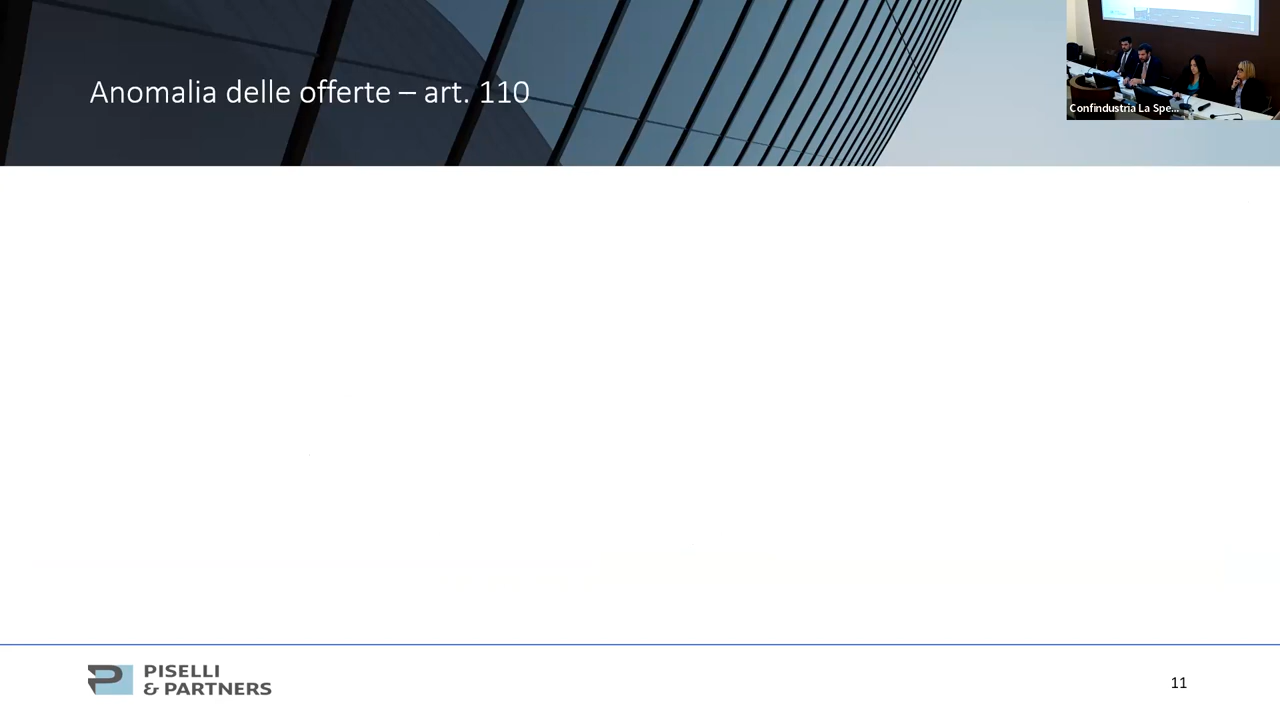 Anomalia delle offerte – art. 110
Confindustria La Spe...
PISELLI
& PARTNERS
11